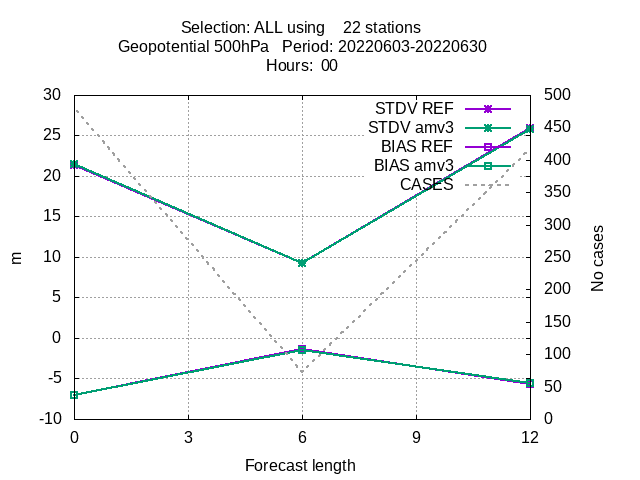 Selection: ALL using    22 stations
Geopotential 500hPa   Period: 20220603-20220630
Hours:  00
30
25
20
15
10
5
0
-5
-10
m
500
450
400
350
300
250
200
150
100
50
0
No cases
STDV REF
STDV amv3
BIAS REF
BIAS amv3
CASES
0
3
6
9
12
Forecast length